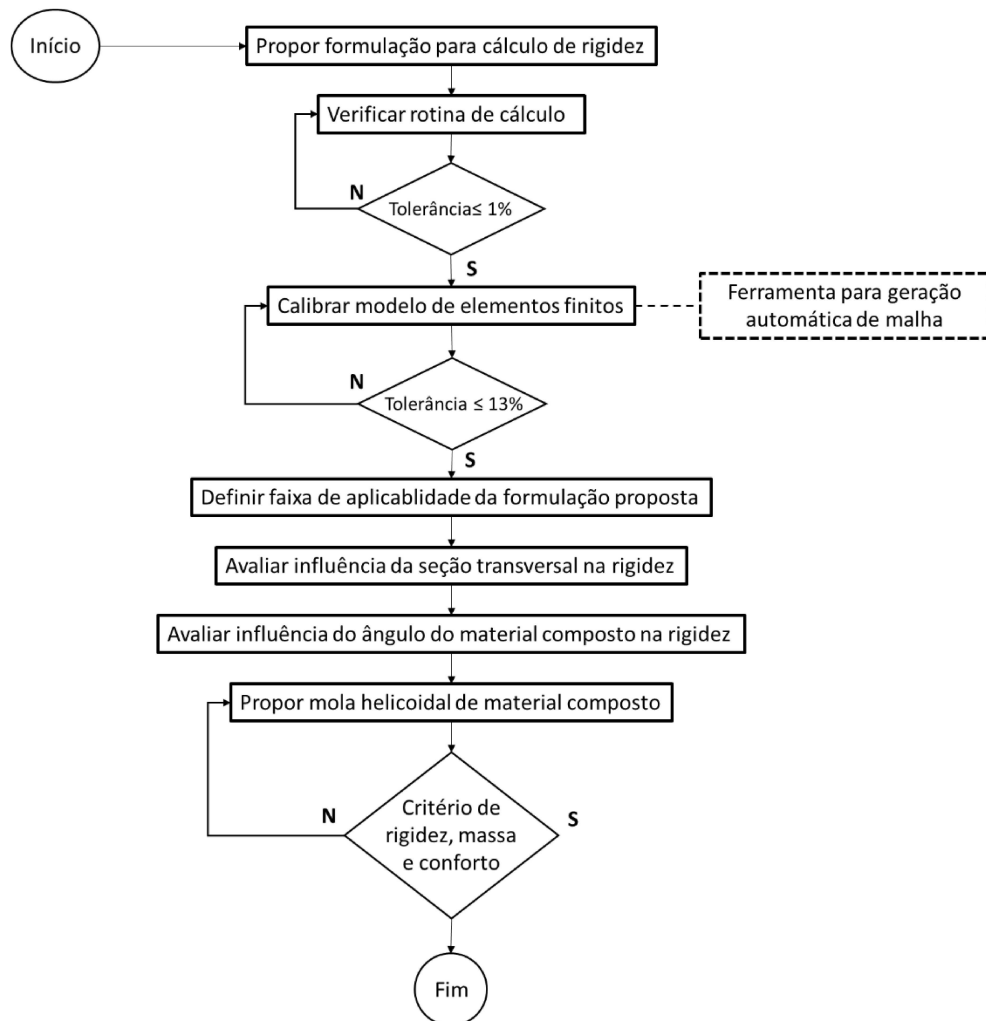 Início
Propor formulação para cálculo de rigidez
Verificar rotina de cálculo
N
Tolerância≤ 1%
S
Calibrar modelo de elementos finitos
Ferramenta para geração
automática de malha
N
Tolerância ≤ 13%
S
Definir faixa de aplicablidade da formulação proposta
Avaliar influência da seção transversal na rigidez
Avaliar influência do ângulo do material composto na rigidez
Propor mola helicoidal de material composto
N
Critério de
rigidez, massa
e conforto
S
Fim